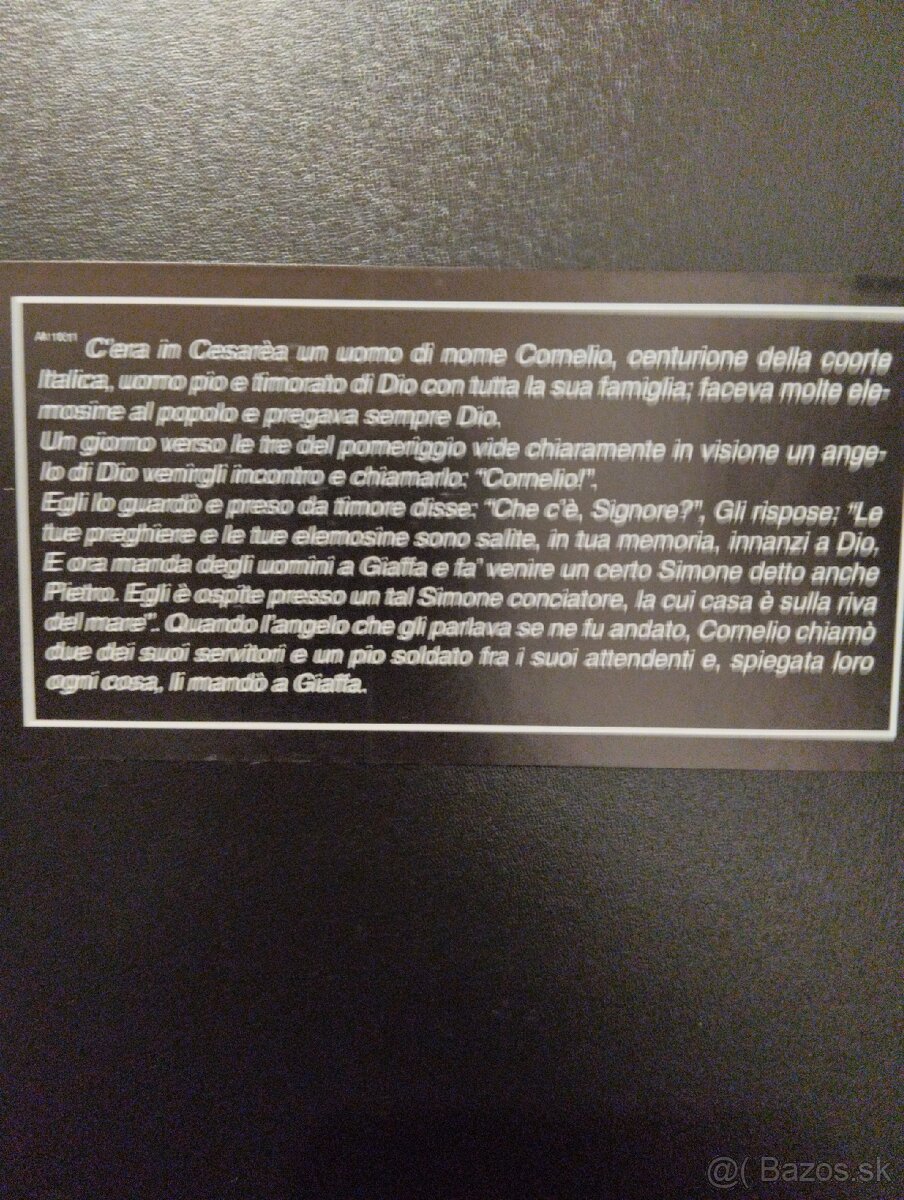 C'era in Cesarèa un uomo di nome Cornelio, centurione della coorte
Italica, uomo pio e timorato di Dio con tutta la sua famiglia; faceva molte ele-
mosine al popolo e pregava sempre Dio.
Un giorno verso le tre del pomeriggio vide chiaramente in visione un ange-
lo di Dio venirgli incontro e chiamarlo: "Cornelio!".
Egli lo guardò e preso da timore disse: "Che c'è, Signore?". Gli rispose: "Le
tue preghiere e le tue elemosine sono salite, in tua memoria, innanzi a Dio.
E ora manda degli uomini a Giaffa e fa' venire un certo Simone detto anche
Pietro. Egli è ospite presso un tal Simone conciatore, la cui casa è sulla riva
del mare". Quando l'angelo che gli parlava se ne fu andato, Cornelio chiamò
due dei suoi servitori e un pio soldato fra i suoi attendenti e, spiegata loro
ogni cosa, li mandò a Giaffa.
@( Bazos.sk